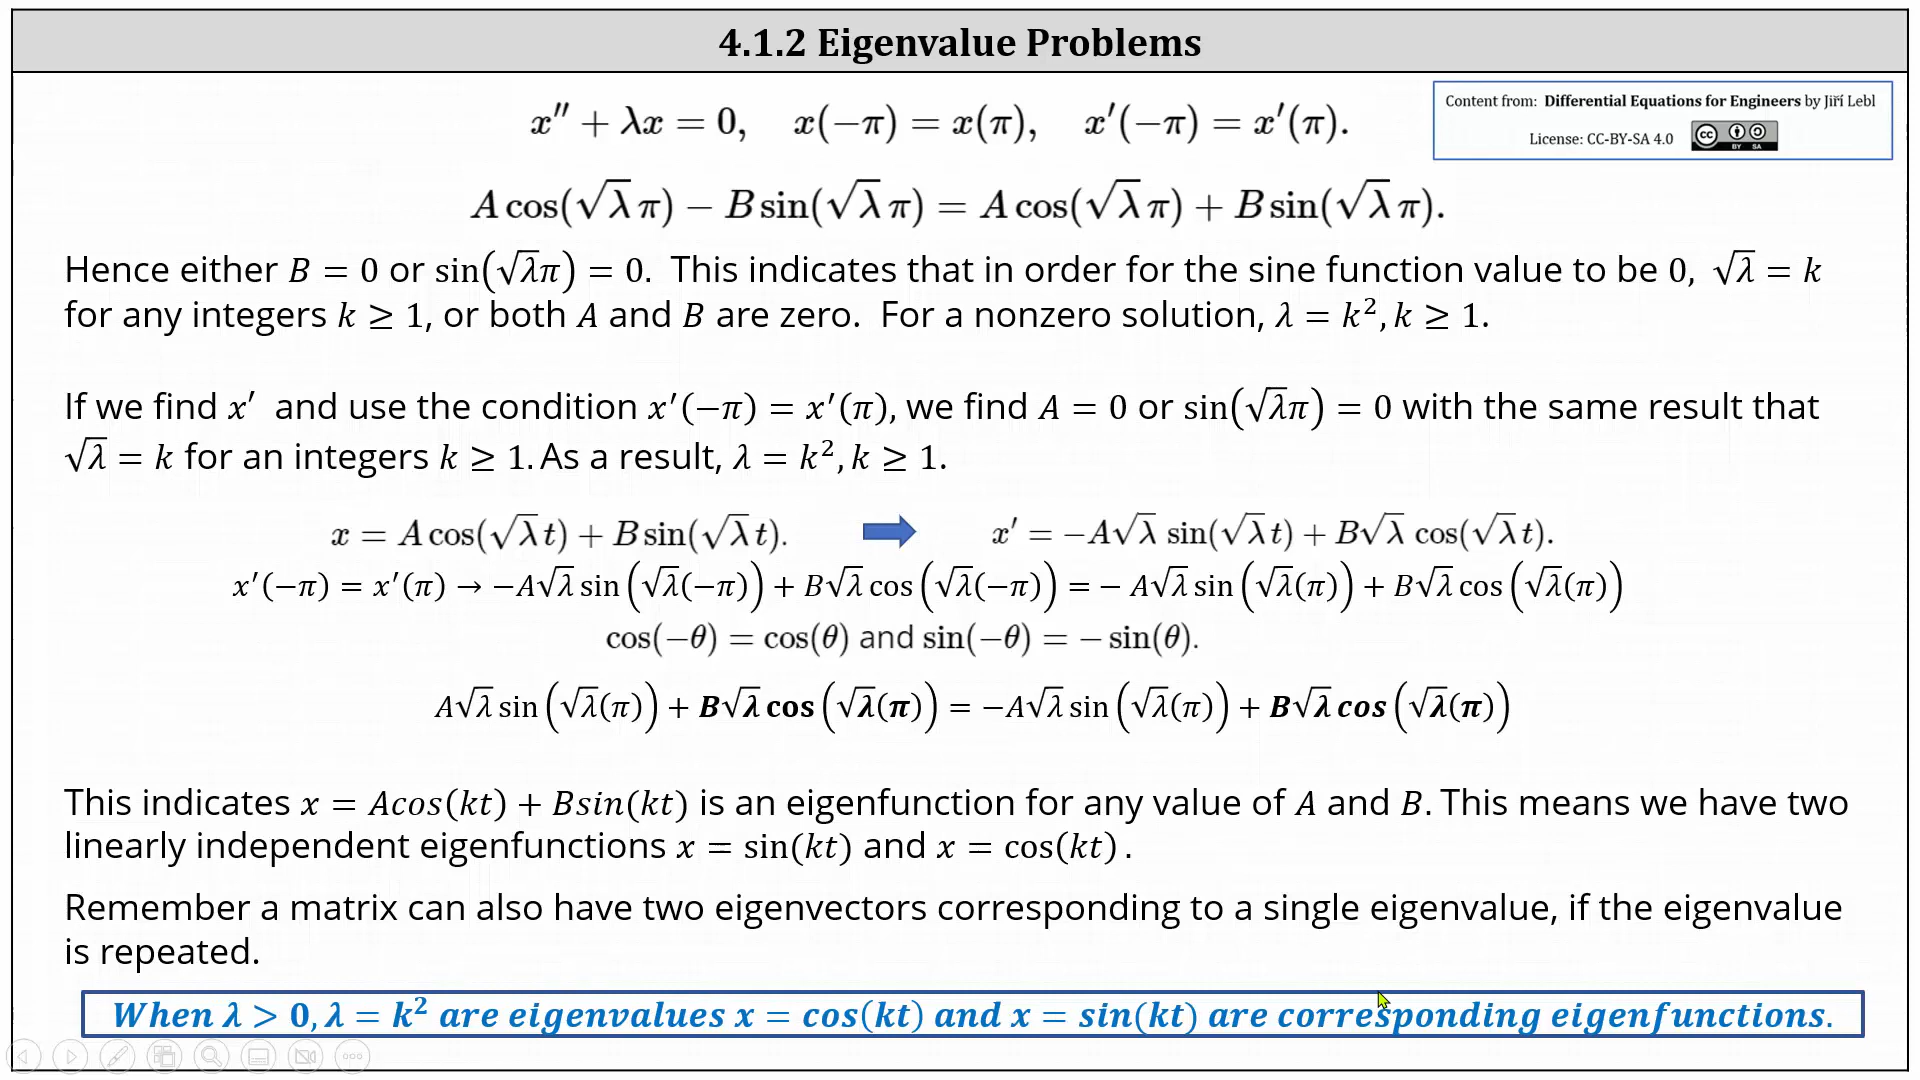 4.1.2 Eigenvalue Problems
x″ + λx = 0, x(−π) = x(π), x′(−π) = x′(π).
Content from: Differential Equations for Engineers by Jiří Lebl
License: CC-BY-SA 4.0
cc BY SA
A cos(√λ π) − B sin(√λ π) = A cos(√λ π) + B sin(√λ π).
Hence either B = 0 or sin(√λπ) = 0. This indicates that in order for the sine function value to be 0, √λ = k
for any integers k ≥ 1, or both A and B are zero. For a nonzero solution, λ = k², k ≥ 1.
If we find x′ and use the condition x′(−π) = x′(π), we find A = 0 or sin(√λπ) = 0 with the same result that
√λ = k for an integers k ≥ 1. As a result, λ = k², k ≥ 1.
x = A cos(√λ t) + B sin(√λ t). x′ = −A√λ sin(√λ t) + B√λ cos(√λ t).
x′(−π) = x′(π) → −A√λ sin(√λ(−π)) + B√λ cos(√λ(−π)) = − A√λ sin(√λ(π)) + B√λ cos(√λ(π))
cos(−θ) = cos(θ) and sin(−θ) = − sin(θ).
A√λ sin(√λ(π)) + B√λ cos(√λ(π)) = −A√λ sin(√λ(π)) + B√λ cos(√λ(π))
This indicates x = Acos(kt) + Bsin(kt) is an eigenfunction for any value of A and B. This means we have two
linearly independent eigenfunctions x = sin(kt) and x = cos(kt).
Remember a matrix can also have two eigenvectors corresponding to a single eigenvalue, if the eigenvalue
is repeated.
When λ > 0, λ = k² are eigenvalues x = cos(kt) and x = sin(kt) are corresponding eigenfunctions.